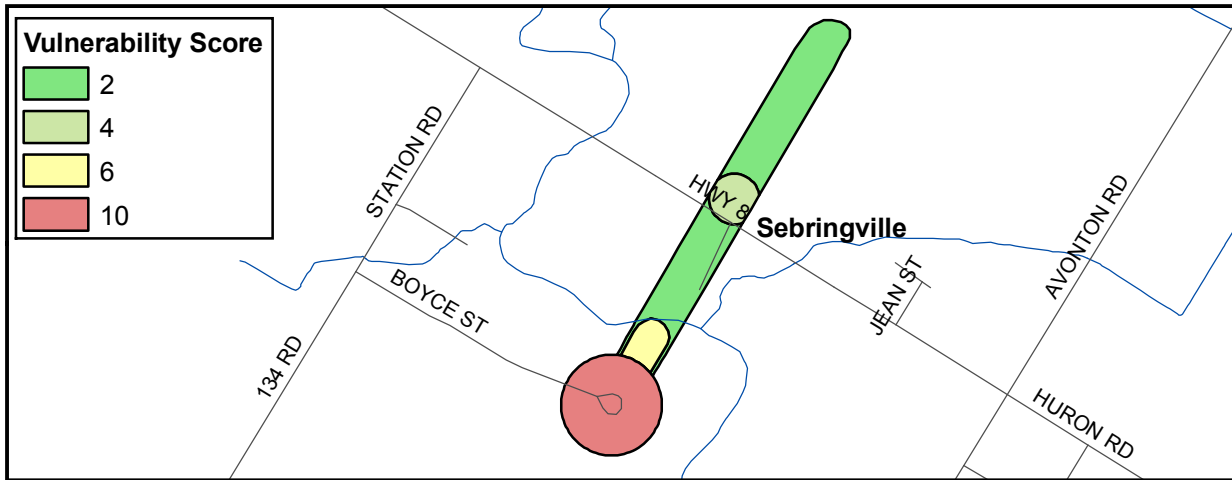 Vulnerability Score
2
4
6
10
STATION RD
HWY 8
Sebringville
AVONTON RD
JEAN ST
BOYCE ST
134 RD
HURON RD